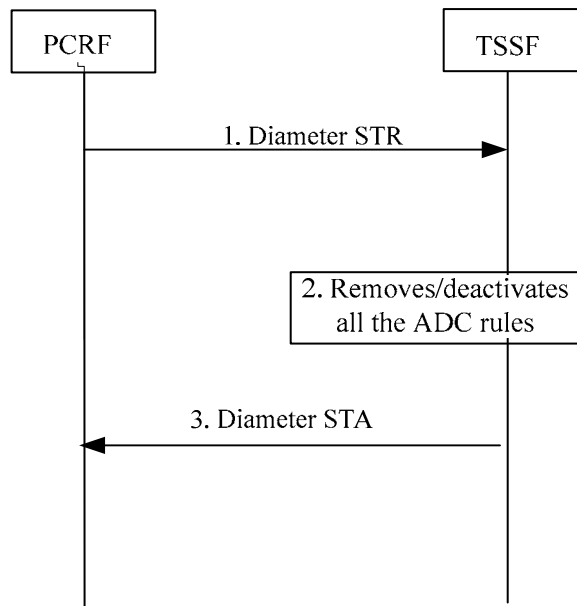 PCRF
TSSF
1. Diameter STR
2. Removes/deactivates
all the ADC rules
3. Diameter STA